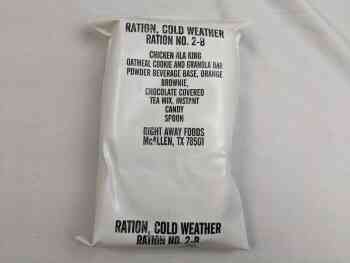 RATION, COLD WEATHER
RATION NO. 2-B
CHICKEN ALA KING
OATMEAL COOKIE AND GRANOLA BAR
POWDER BEVERAGE BASE, ORANGE
BROWNIE,
CHOCOLATE COVERED
TEA MIX, INSTANT
CANDY
SPOON
RIGHT AWAY FOODS
McALLEN, TX 78501
RATION, COLD WEATHER
RATION NO. 2-B